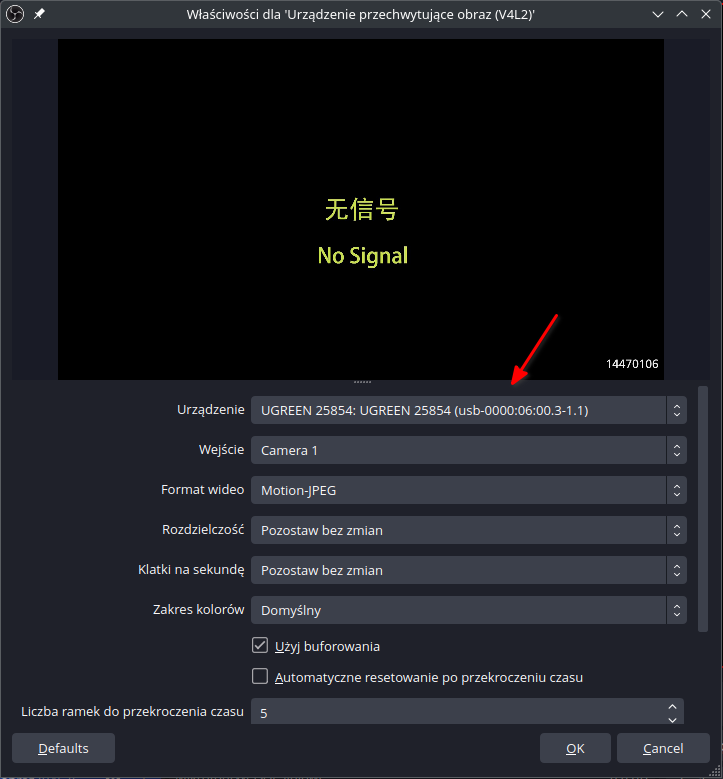 Właściwości dla 'Urządzenie przechwytujące obraz (V4L2)'
无信号
No Signal
14470106
Urządzenie UGREEN 25854: UGREEN 25854 (usb-0000:06:00.3-1.1)
Wejście Camera 1
Format wideo Motion-JPEG
Rozdzielczość Pozostaw bez zmian
Klatki na sekundę Pozostaw bez zmian
Zakres kolorów Domyślny
Użyj buforowania
Automatyczne resetowanie po przekroczeniu czasu
Liczba ramek do przekroczenia czasu 5
Defaults OK Cancel